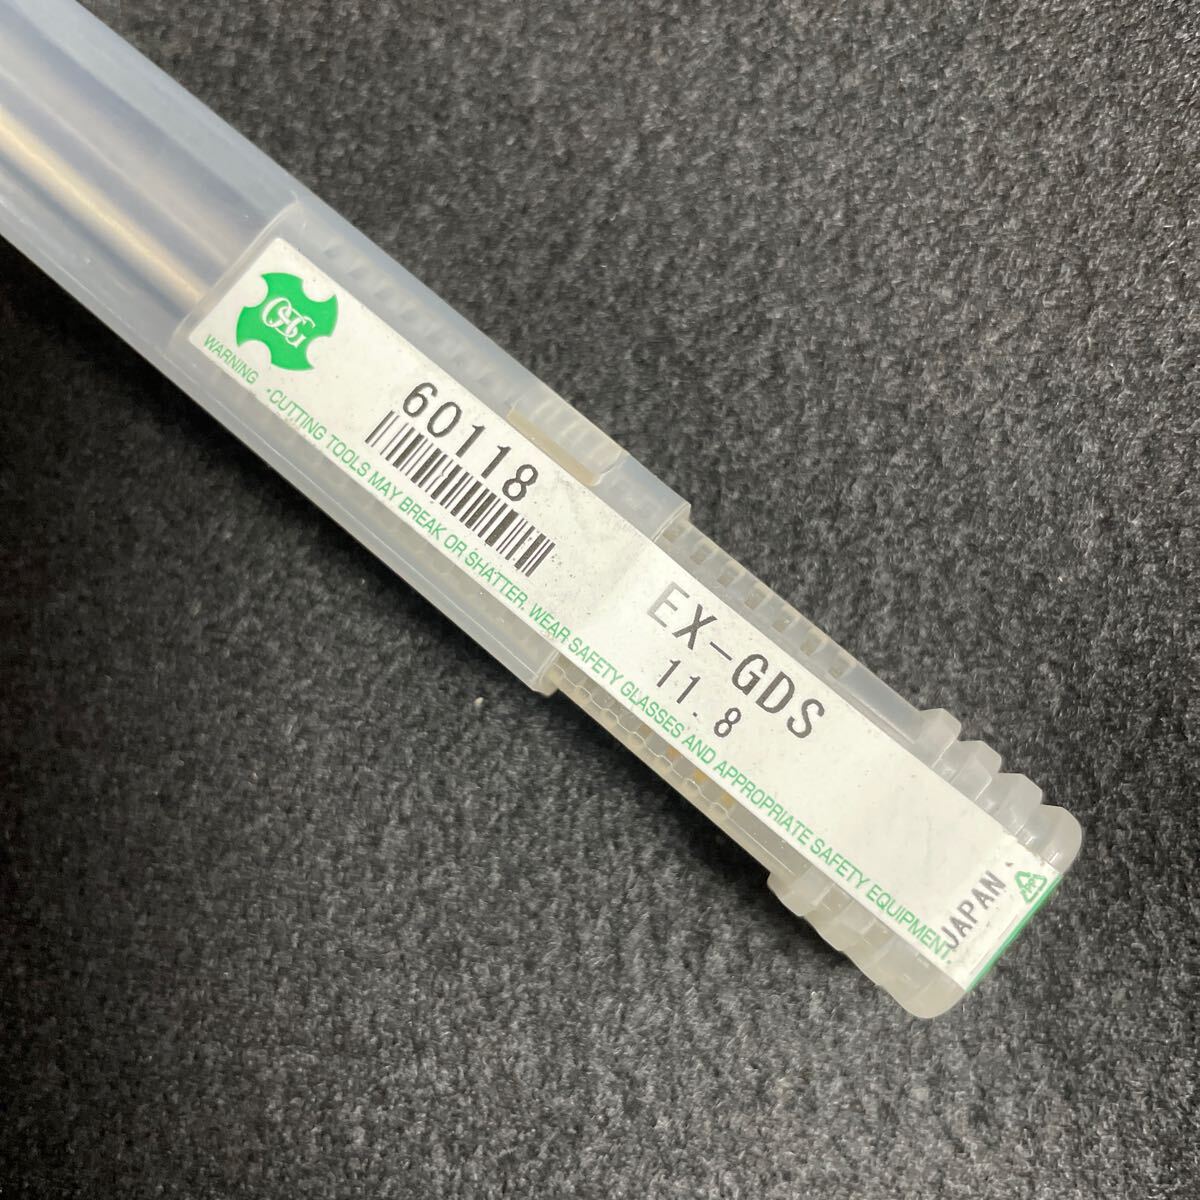 OSG
60118
EX-GDS
11.8
WARNING ・CUTTING TOOLS MAY BREAK OR SHATTER. WEAR SAFETY GLASSES AND APPROPRIATE SAFETY EQUIPMENT.
JAPAN